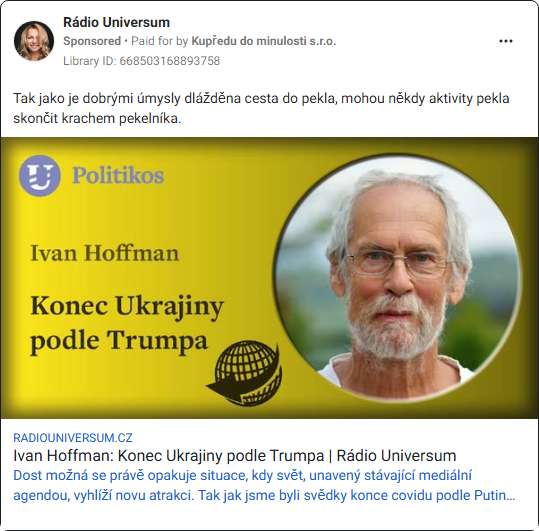 Rádio Universum
Sponsored • Paid for by Kupředu do minulosti s.r.o.
Library ID: 668503168893758
Tak jako je dobrými úmysly dlážděna cesta do pekla, mohou někdy aktivity pekla
skončit krachem pekelníka.
U Politikos
Ivan Hoffman
Konec Ukrajiny
podle Trumpa
RADIOUNIVERSUM.CZ
Ivan Hoffman: Konec Ukrajiny podle Trumpa | Rádio Universum
Dost možná se právě opakuje situace, kdy svět, unavený stávající mediální
agendou, vyhlíží novu atrakci. Tak jak jsme byli svědky konce covidu podle Putin...